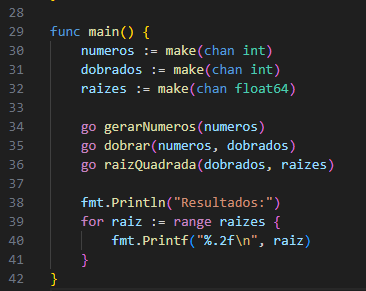 28
29 func main() {
30     numeros := make(chan int)
31     dobrados := make(chan int)
32     raizes := make(chan float64)
33
34     go gerarNumeros(numeros)
35     go dobrar(numeros, dobrados)
36     go raizQuadrada(dobrados, raizes)
37
38     fmt.Println("Resultados:")
39     for raiz := range raizes {
40         fmt.Printf("%.2f\n", raiz)
41     }
42 }